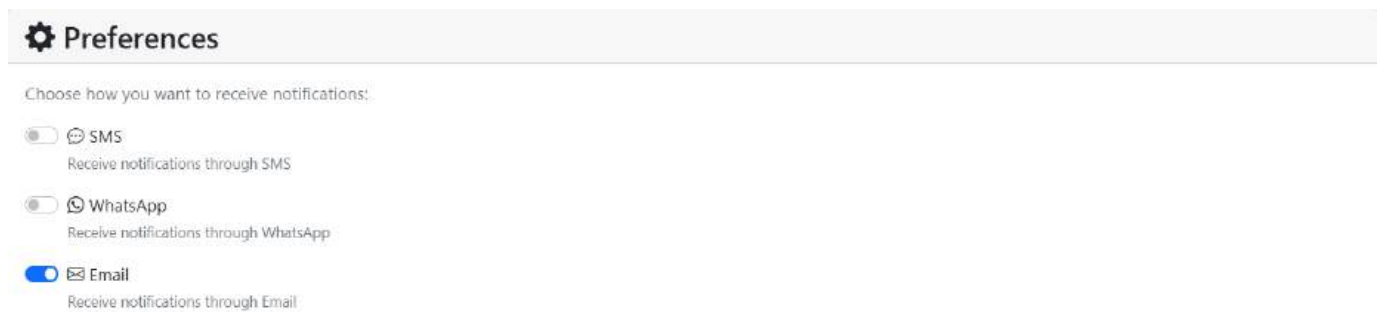 Preferences
Choose how you want to receive notifications:
SMS
Receive notifications through SMS
WhatsApp
Receive notifications through WhatsApp
Email
Receive notifications through Email